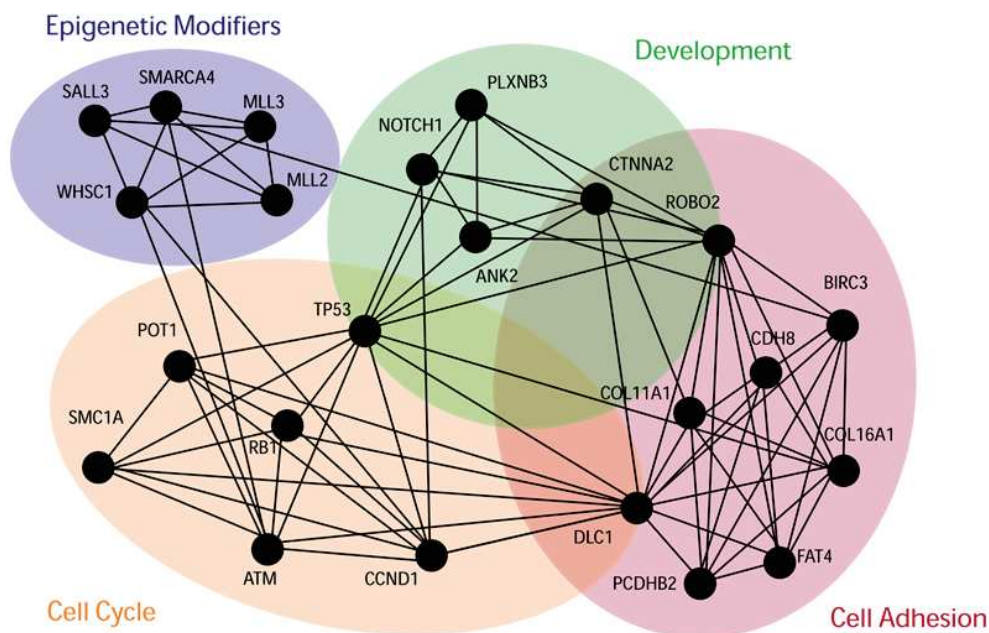 Epigenetic Modifiers
Development
SMARCA4
SALL3
MLL3
PLXNB3
NOTCH1
CTNNA2
MLL2
WHSC1
ROBO2
ANK2
BIRC3
TP53
POT1
CDH8
COL11A1
SMC1A
COL16A1
RB1
DLC1
FAT4
ATM
CCND1
PCDHB2
Cell Cycle
Cell Adhesion